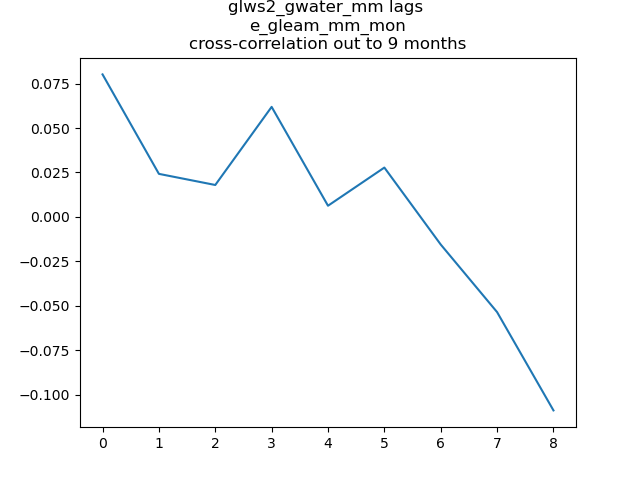 glws2_gwater_mm lags
e_gleam_mm_mon
cross-correlation out to 9 months
0.075
0.050
0.025
0.000
−0.025
−0.050
−0.075
−0.100
0 1 2 3 4 5 6 7 8